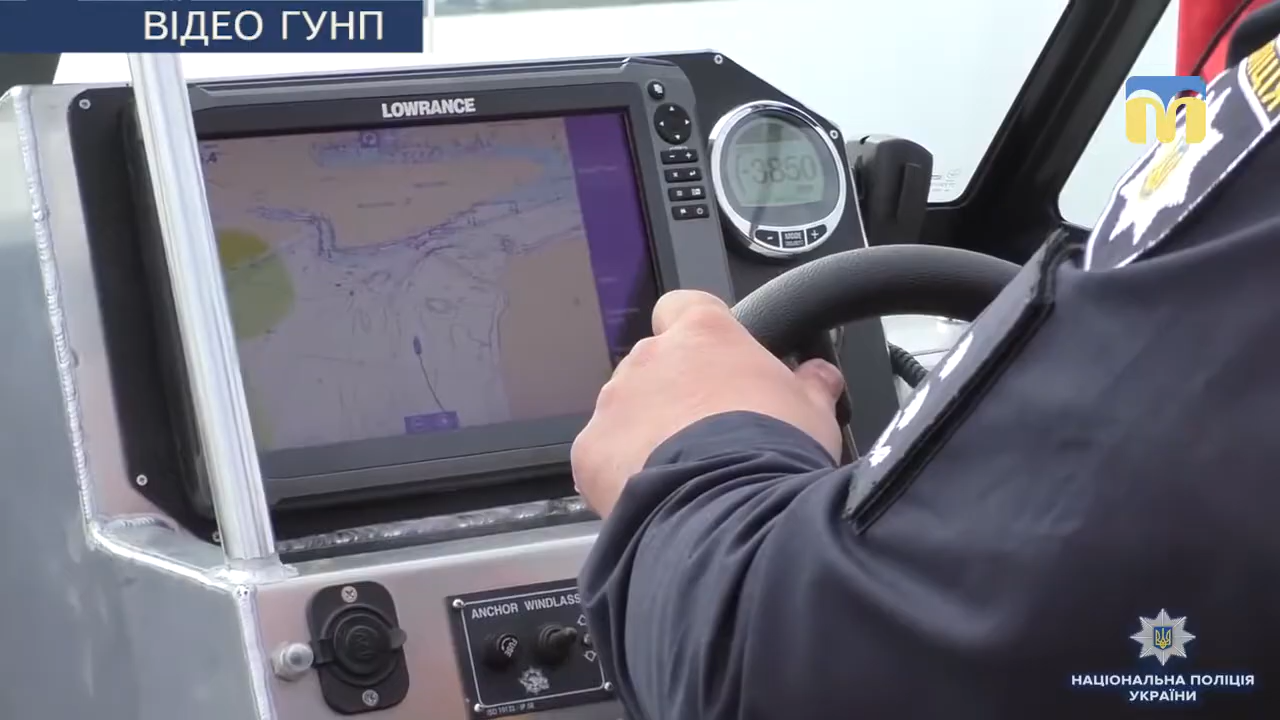 ВІДЕО ГУНП
LOWRANCE
-3850
MODE
ANCHOR WINDLASS
НАЦІОНАЛЬНА ПОЛІЦІЯ
УКРАЇНИ